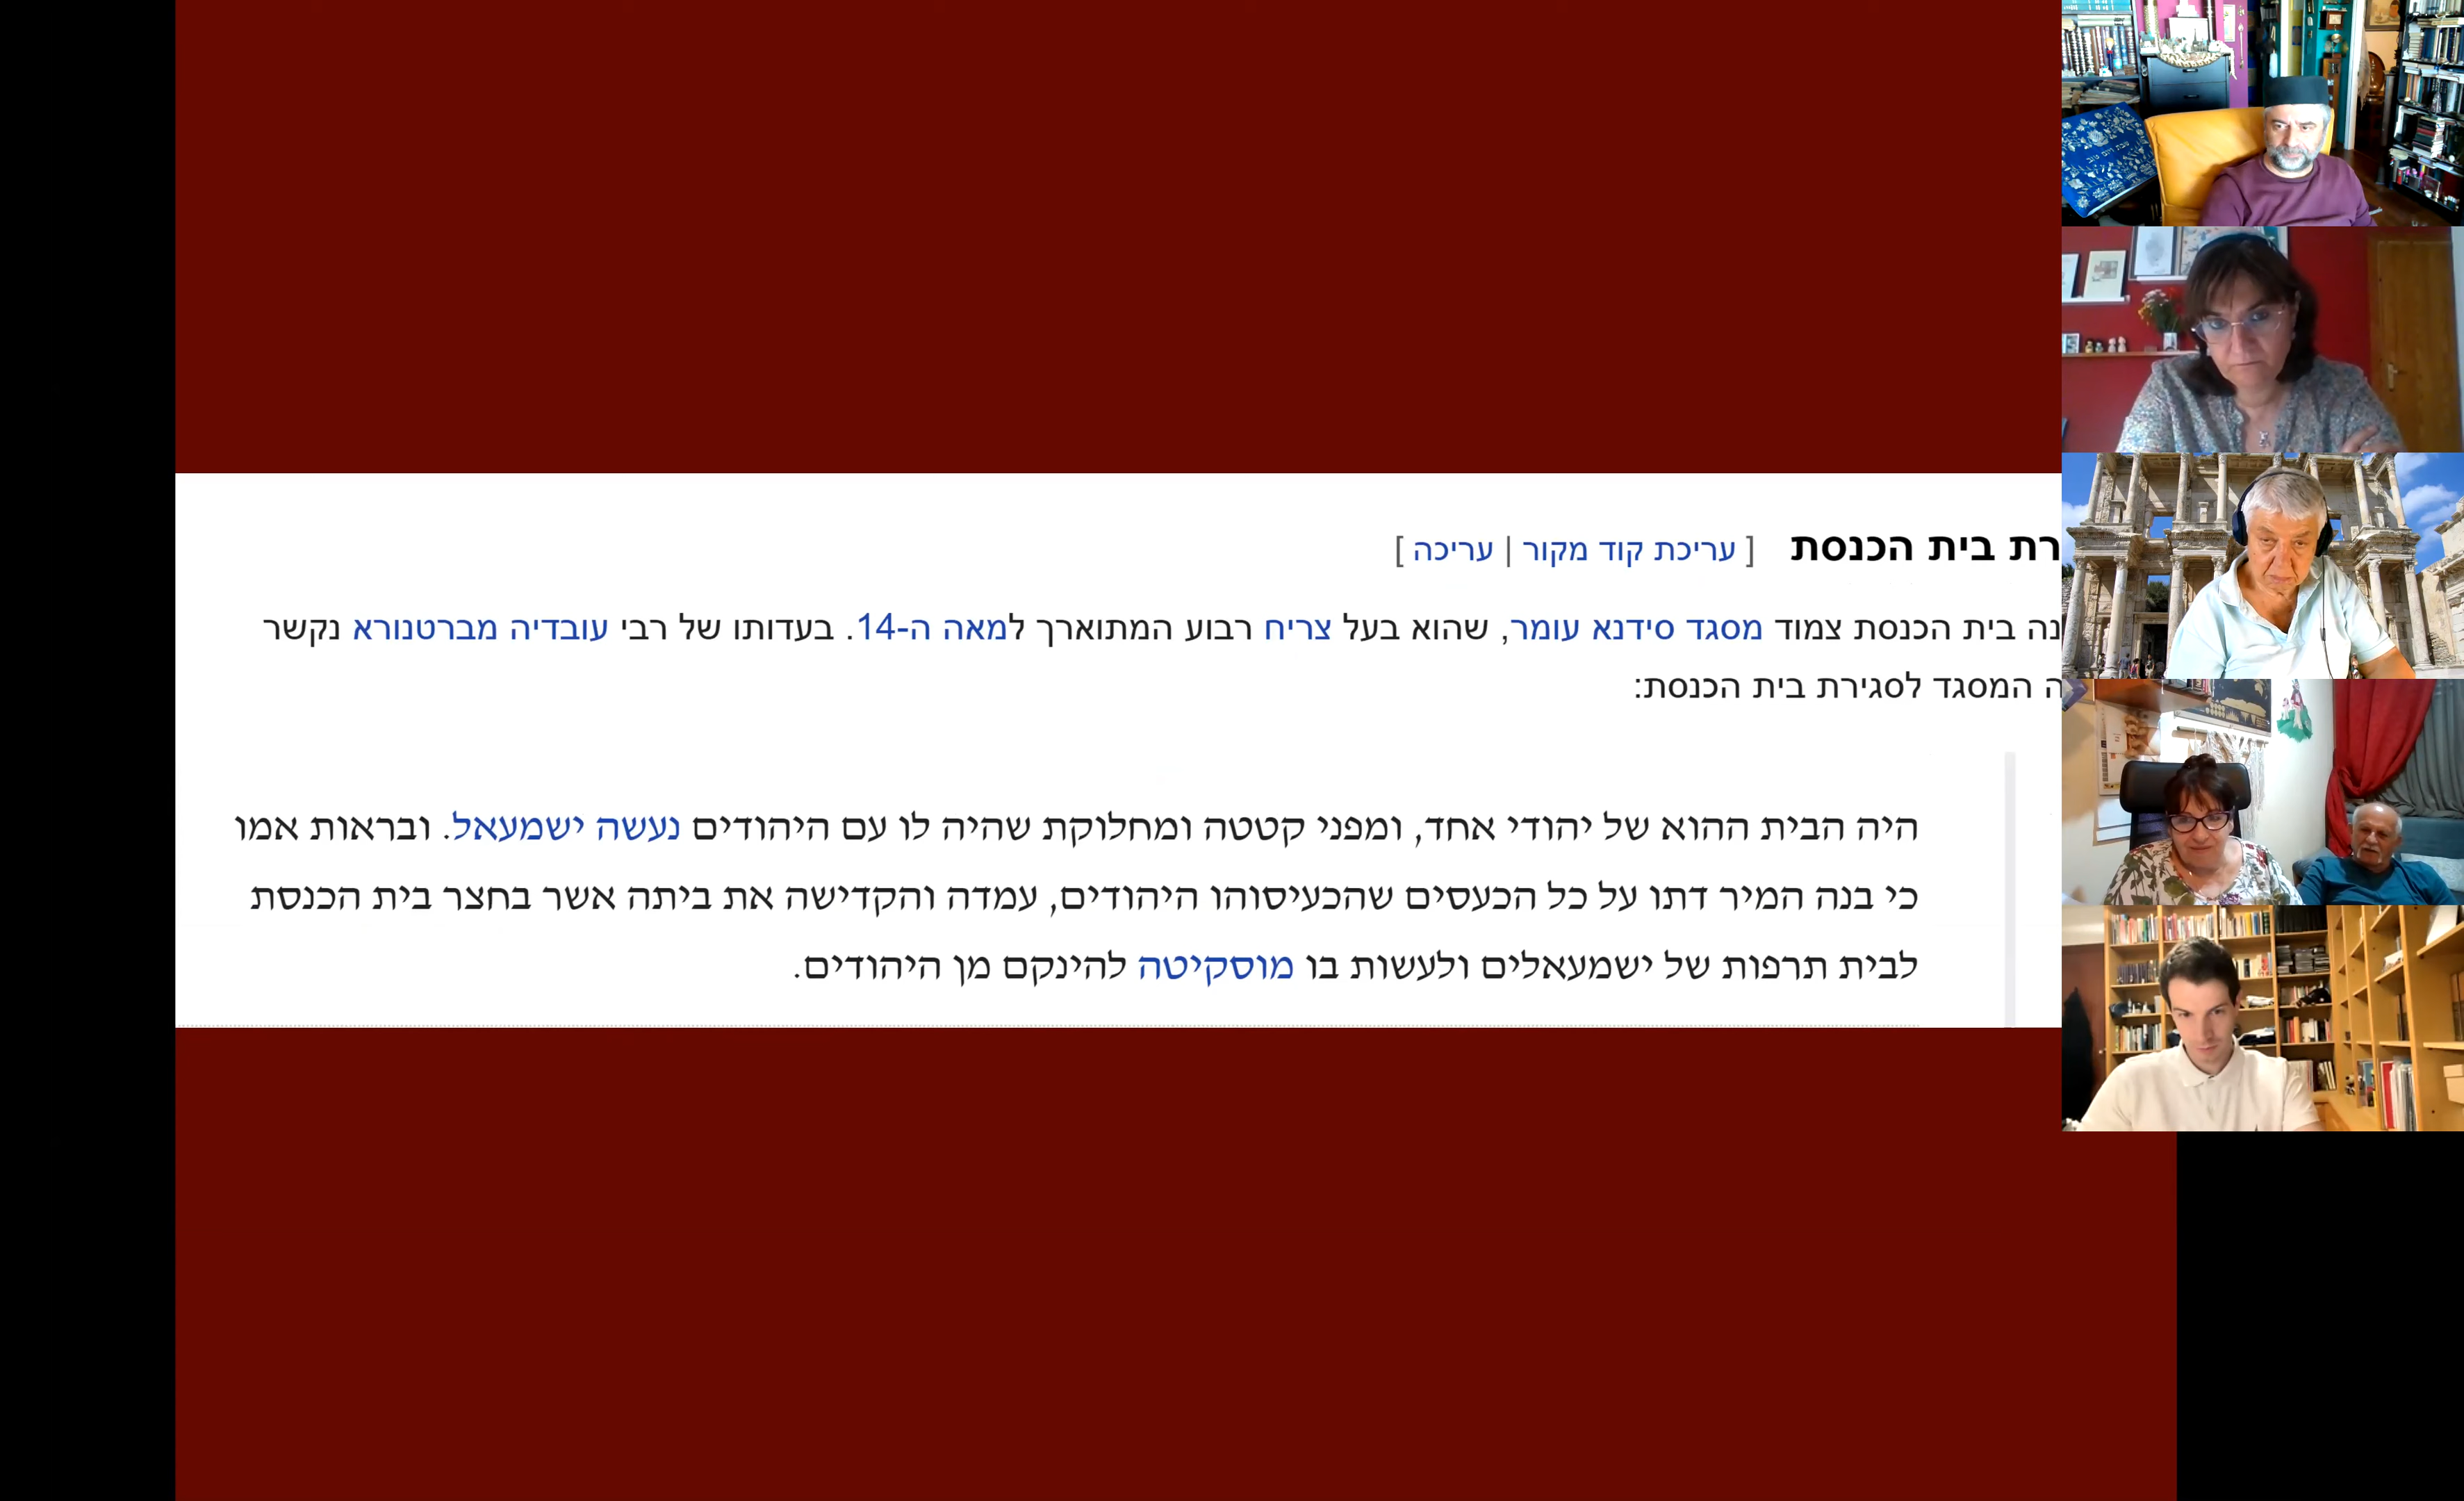 רת בית הכנסת [ עריכת קוד מקור | עריכה ]
נה בית הכנסת צמוד מסגד סידנא עומר, שהוא בעל צריח רבוע המתוארך למאה ה-14. בעדותו של רבי עובדיה מברטנורא נקשר
ה המסגד לסגירת בית הכנסת:
היה הבית ההוא של יהודי אחד, ומפני קטטה ומחלוקת שהיה לו עם היהודים נעשה ישמעאל. ובראות אמו
כי בנה המיר דתו על כל הכעסים שהכעיסוהו היהודים, עמדה והקדישה את ביתה אשר בחצר בית הכנסת
לבית תרפות של ישמעאלים ולעשות בו מוסקיטה להינקם מן היהודים.